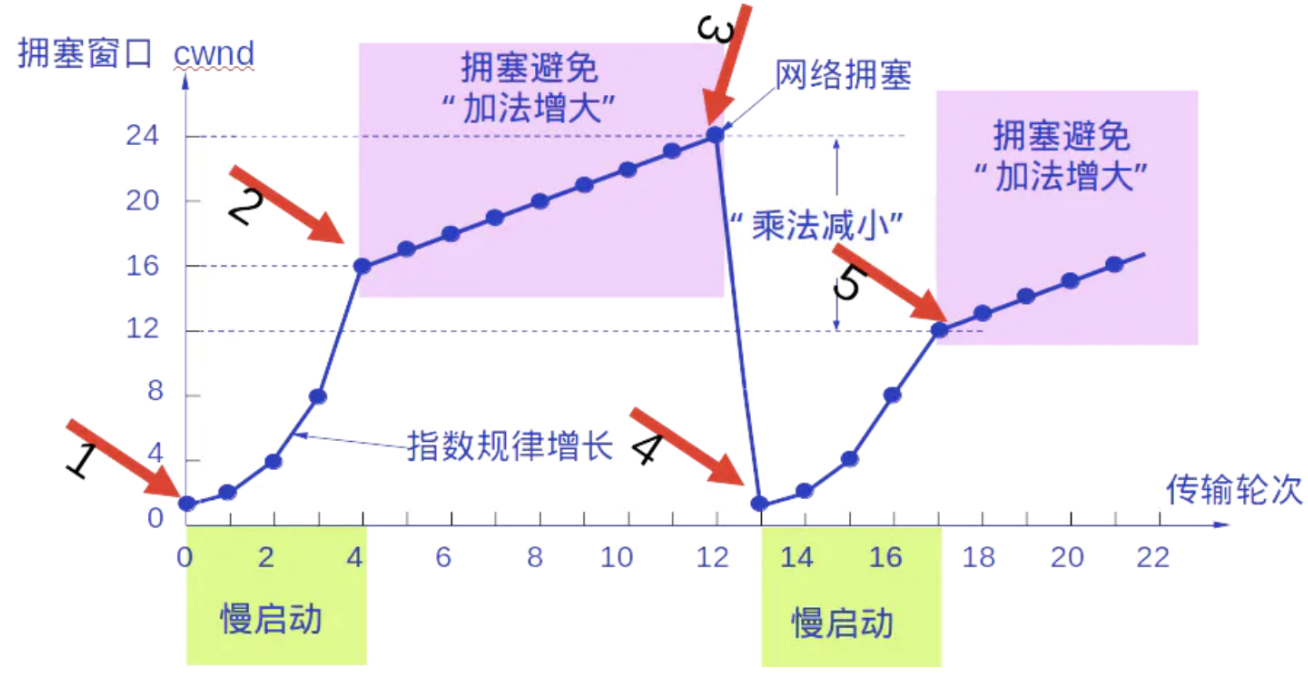 3
拥塞窗口 cwnd
拥塞避免
“加法增大”
网络拥塞
拥塞避免
“加法增大”
24
20
16
12
8
4
0
2
“乘法减小”
5
1
指数规律增长
4
传输轮次
0 2 4 6 8 10 12 14 16 18 20 22
慢启动
慢启动